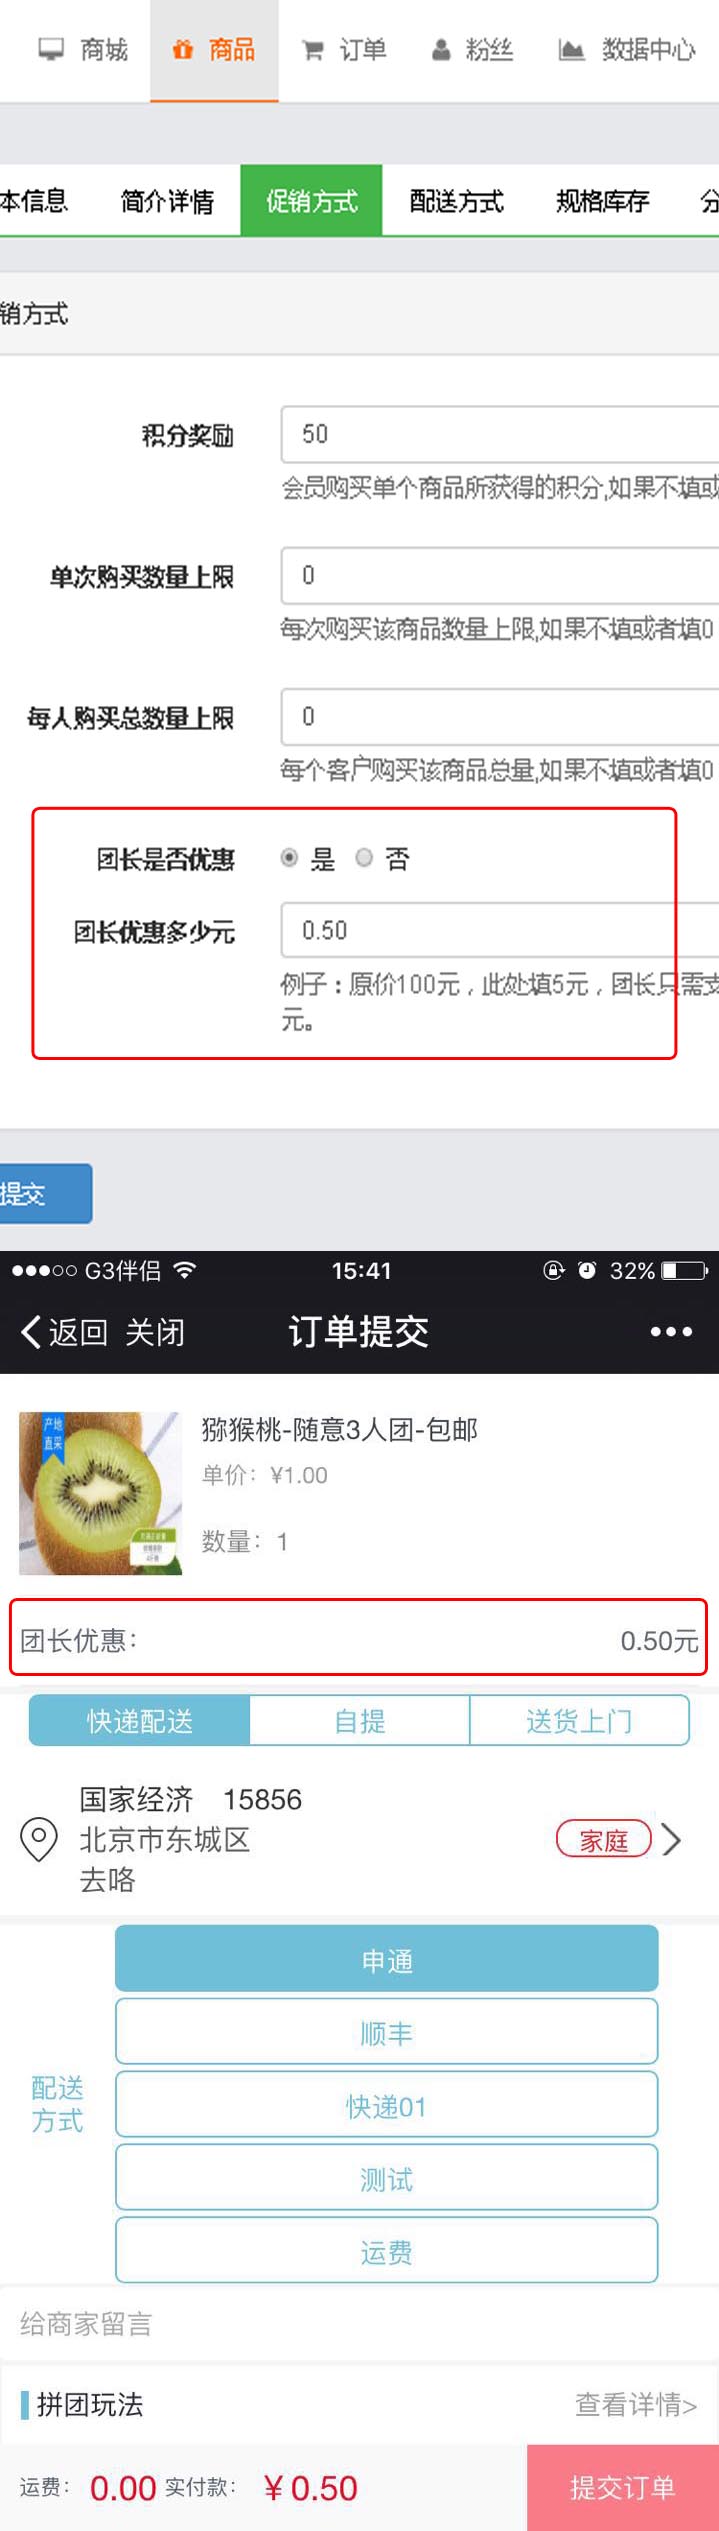 商城 商品 订单 粉丝 数据中心
本信息 简介详情 促销方式 配送方式 规格库存 分
销方式
积分奖励 50
会员购买单个商品所获得的积分,如果不填或
单次购买数量上限 0
每次购买该商品数量上限,如果不填或者填0
每人购买总数量上限 0
每个客户购买该商品总量,如果不填或者填0
团长是否优惠 是 否
团长优惠多少元 0.50
例子：原价100元，此处填5元，团长只需支
元。
提交
G3伴侣 15:41 32%
返回 关闭 订单提交
产地
直采
猕猴桃-随意3人团-包邮
单价：¥1.00
数量：1
团长优惠： 0.50元
快递配送 自提 送货上门
国家经济 15856
北京市东城区 家庭
去咯
申通
顺丰
配送
方式
快递01
测试
运费
给商家留言
拼团玩法 查看详情>
运费： 0.00 实付款： ¥0.50 提交订单